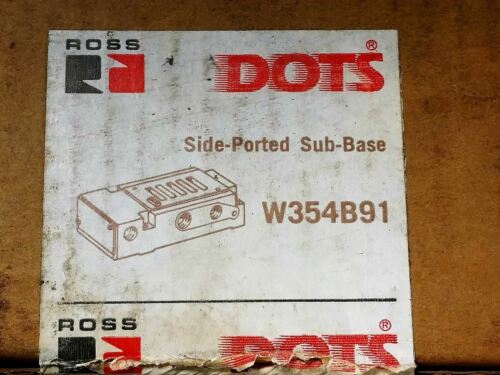 ROSS
DOTS®
Side-Ported Sub-Base
W354B91
ROSS
DOTS®